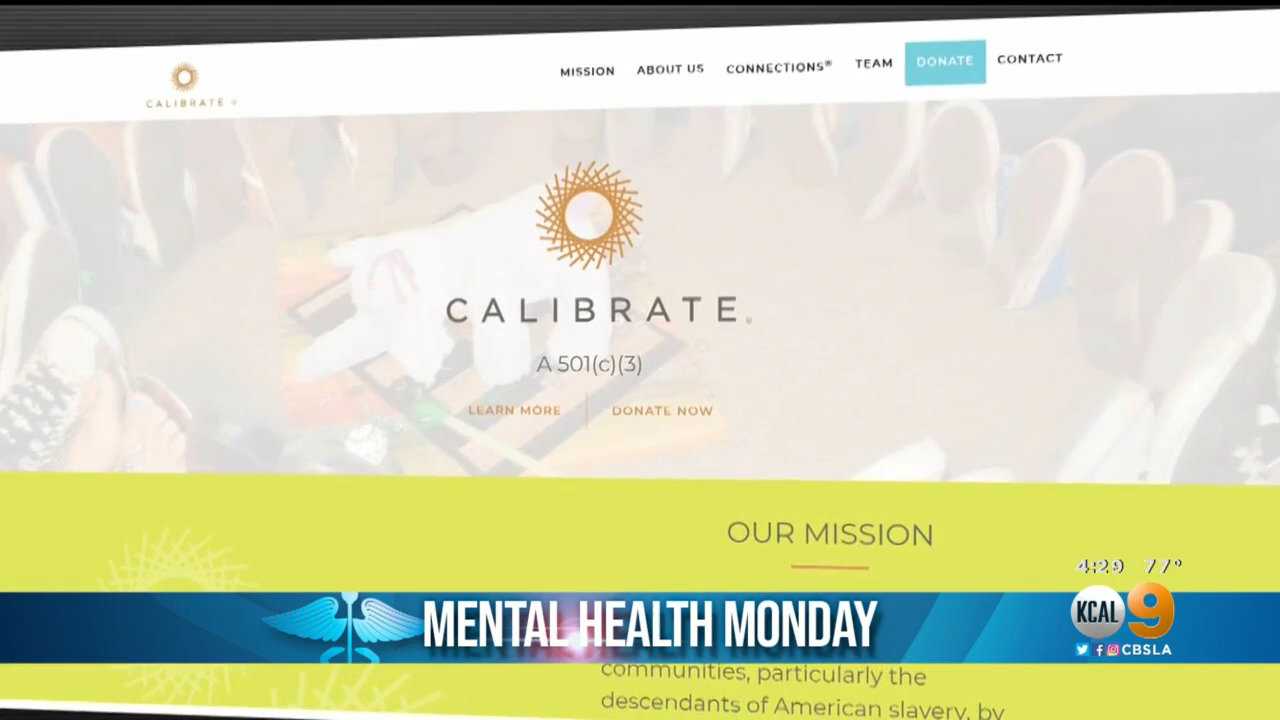 CALIBRATE
MISSION ABOUT US CONNECTIONS® TEAM DONATE CONTACT
CALIBRATE®
A 501(c)(3)
LEARN MORE DONATE NOW
OUR MISSION
4:29 77°
MENTAL HEALTH MONDAY
KCAL 9
CBSLA
communities, particularly the
descendants of American slavery, by